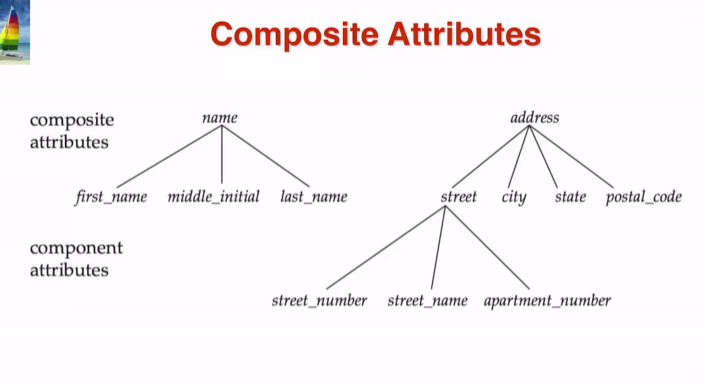 Composite Attributes
composite
attributes
name
address
first_name middle_initial last_name
street city state postal_code
component
attributes
street_number street_name apartment_number